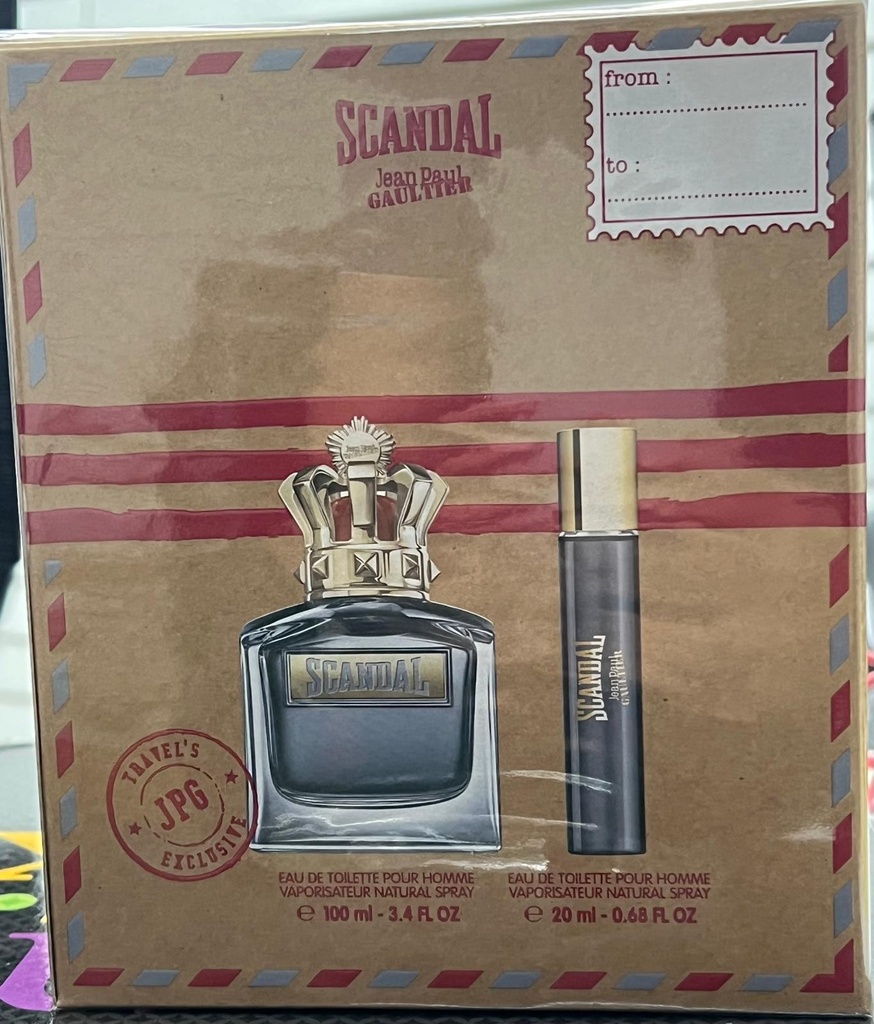 SCANDAL
Jean Paul
GAULTIER
from :
to :
SCANDAL
SCANDAL
Jean Paul
GAULTIER
TRAVEL'S
JPG
EXCLUSIVE
EAU DE TOILETTE POUR HOMME
VAPORISATEUR NATURAL SPRAY
℮ 100 ml - 3.4 FL OZ
EAU DE TOILETTE POUR HOMME
VAPORISATEUR NATURAL SPRAY
℮ 20 ml - 0.68 FL OZ